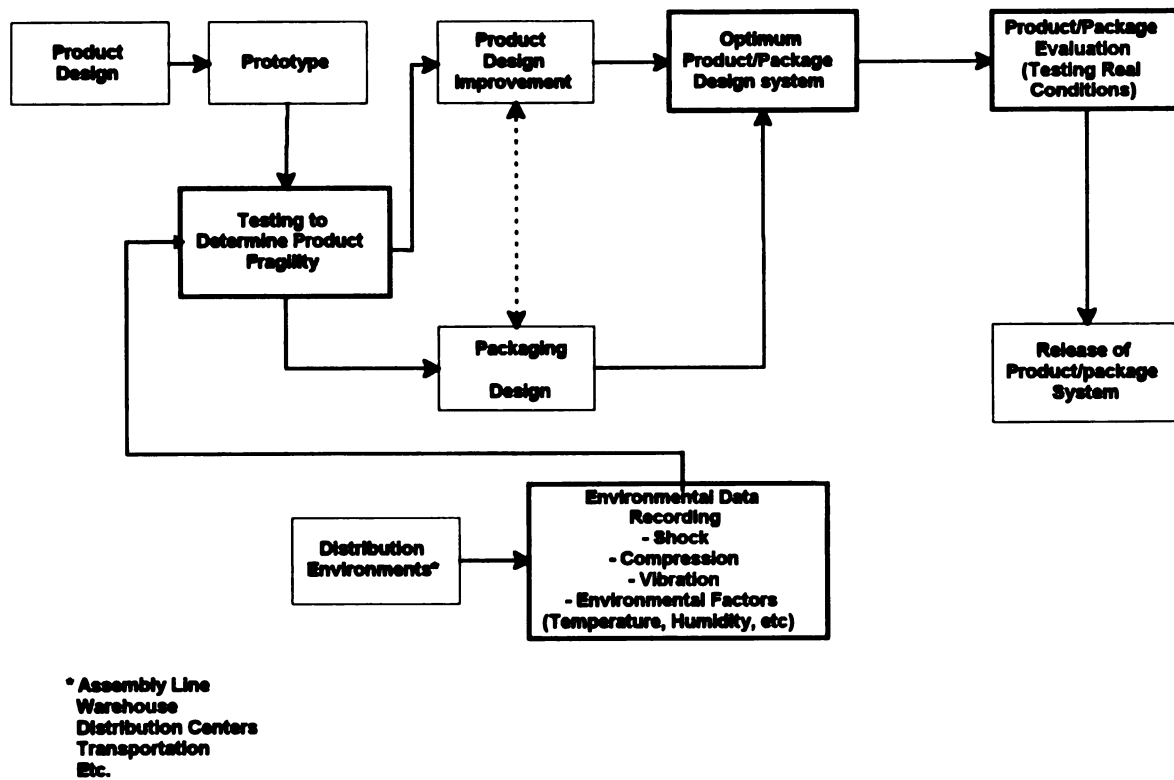 Product
Design
Prototype
Product
Design
Improvement
Optimum
Product/Package
Design system
Product/Package
Evaluation
(Testing Real
Conditions)
Testing to
Determine Product
Fragility
Packaging
Design
Release of
Product/package
System
Distribution
Environments*
Environmental Data
Recording
- Shock
- Compression
- Vibration
- Environmental Factors
(Temperature, Humidity, etc)
* Assembly Line
Warehouse
Distribution Centers
Transportation
Etc.